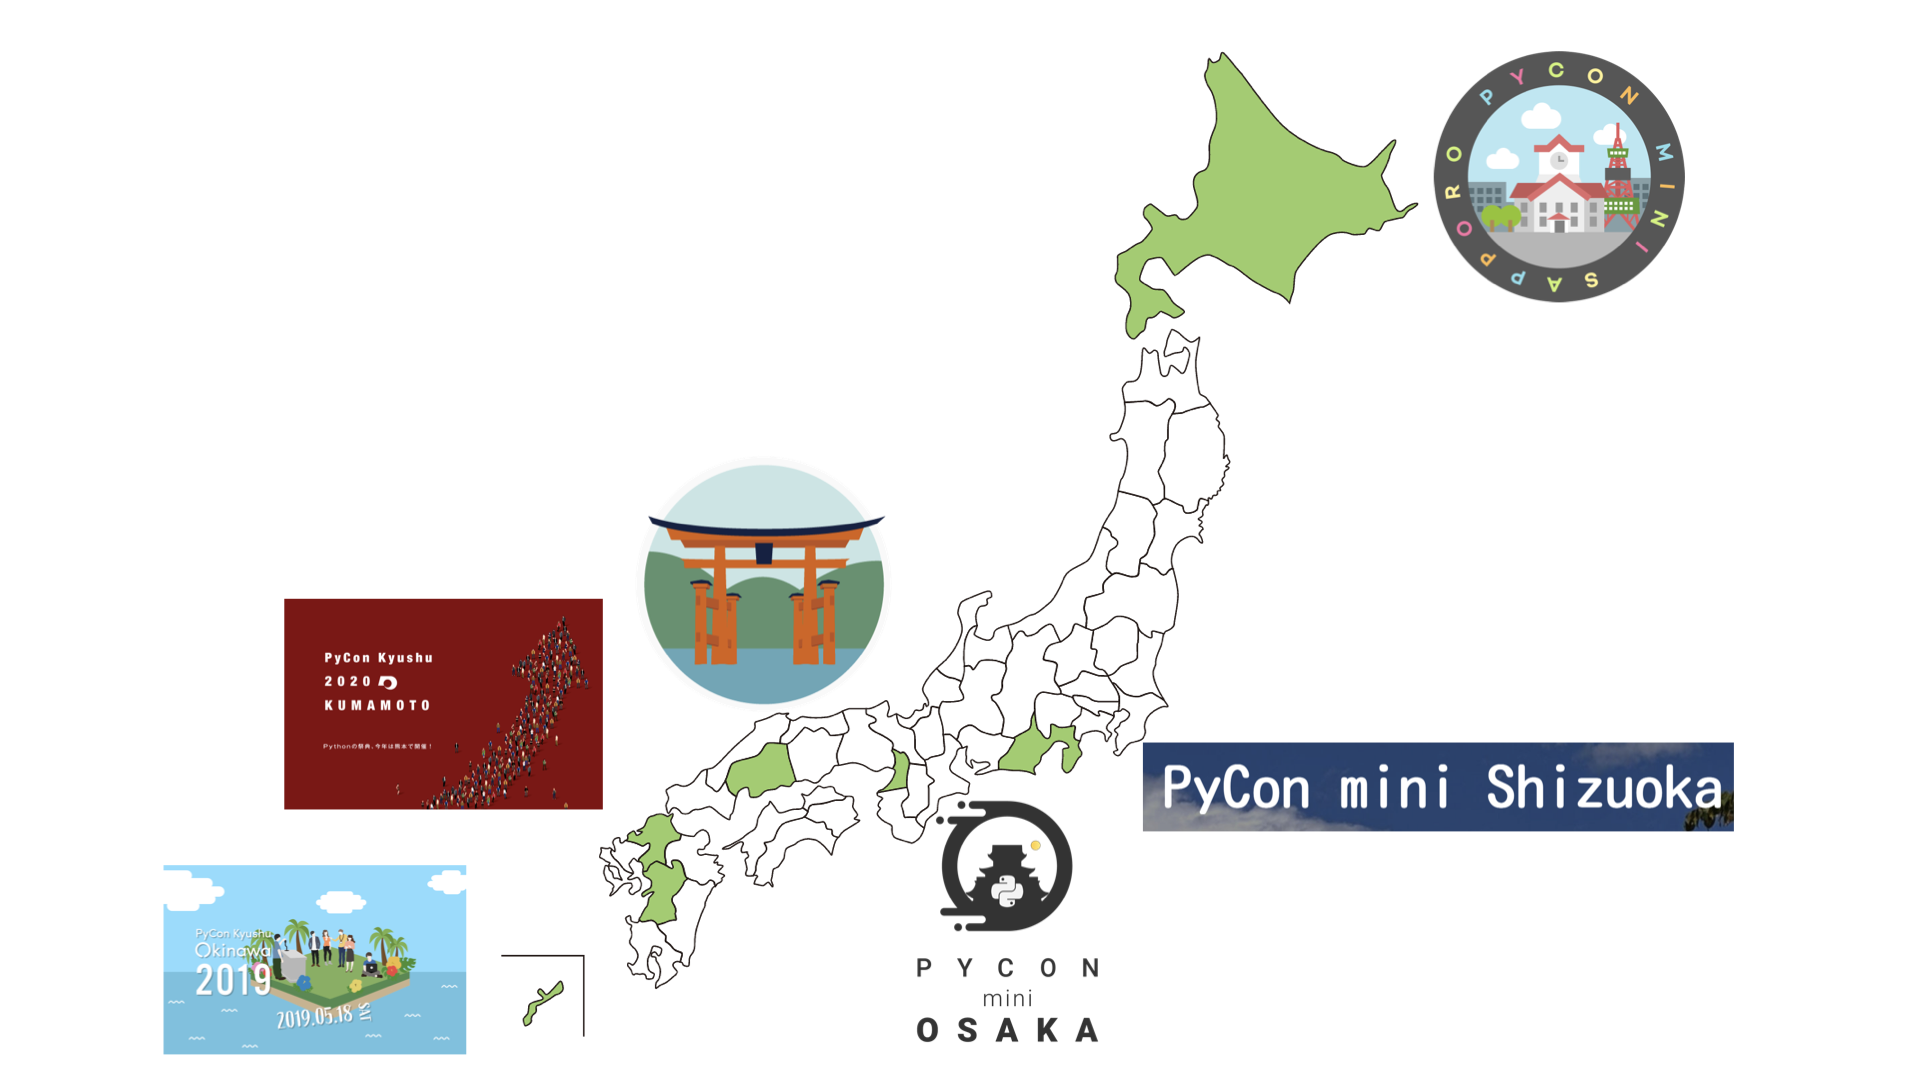 PYCON MINI SAPPORO
PyCon Kyushu
2020
KUMAMOTO
Pythonの祭典、今年は熊本で開催！
PyCon mini Shizuoka
PyCon Kyushu
Okinawa
2019
2019.05.18 SAT
PYCON
mini
OSAKA